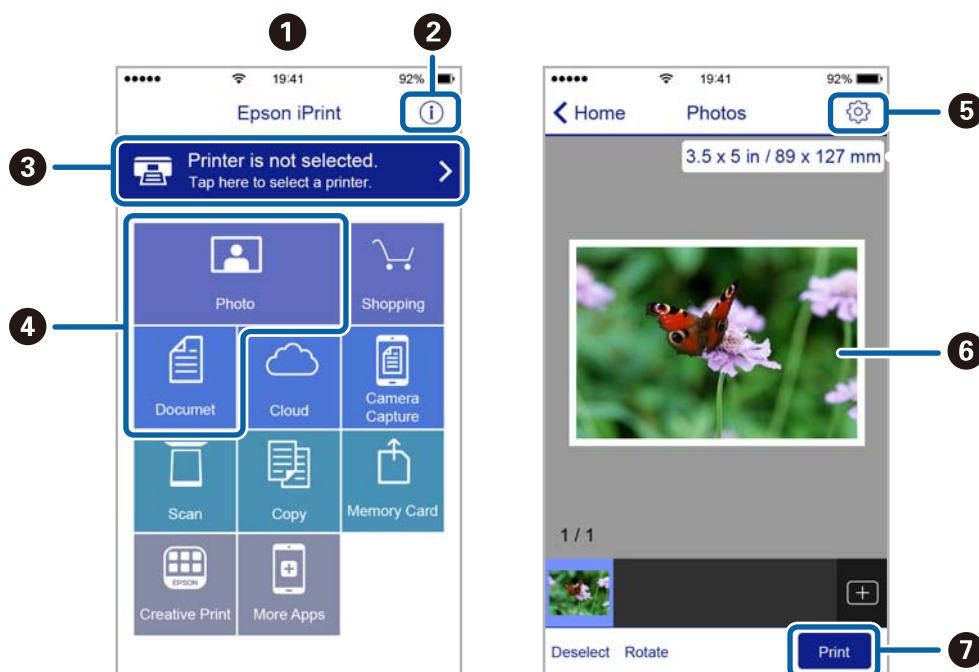 1
2
19:41
92%
Epson iPrint
3
Printer is not selected.
Tap here to select a printer.
4
Photo
Shopping
Documet
Cloud
Camera
Capture
Scan
Copy
Memory Card
EPSON
Creative Print
More Apps
19:41
92%
Home
Photos
5
3.5 x 5 in / 89 x 127 mm
6
1 / 1
Deselect
Rotate
Print
7